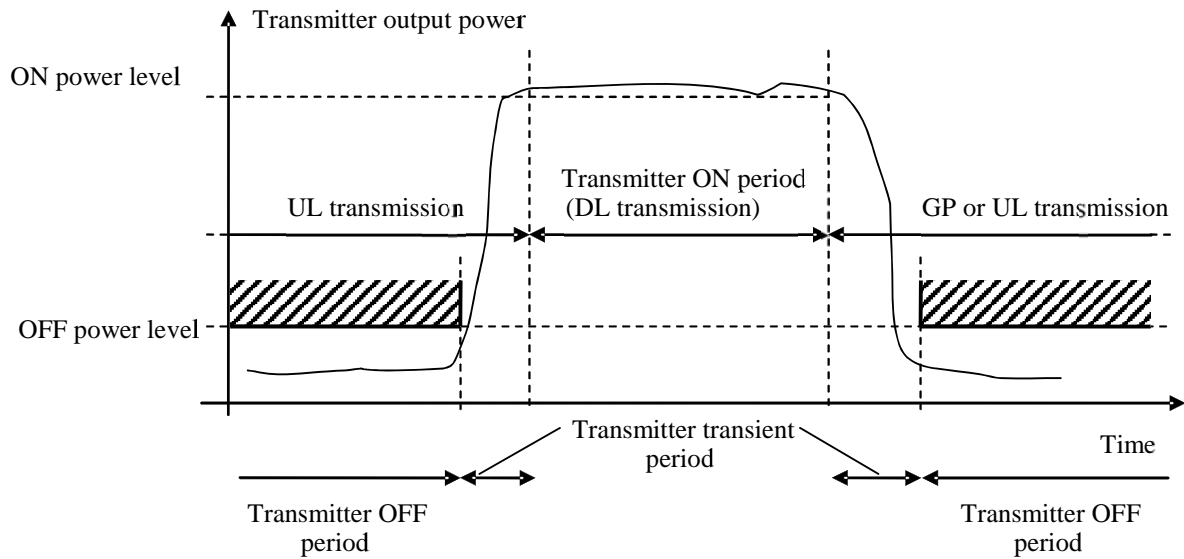 Transmitter output power
ON power level
Transmitter ON period
(DL transmission)
UL transmission
GP or UL transmission
OFF power level
Transmitter transient
period
Time
Transmitter OFF
period
Transmitter OFF
period